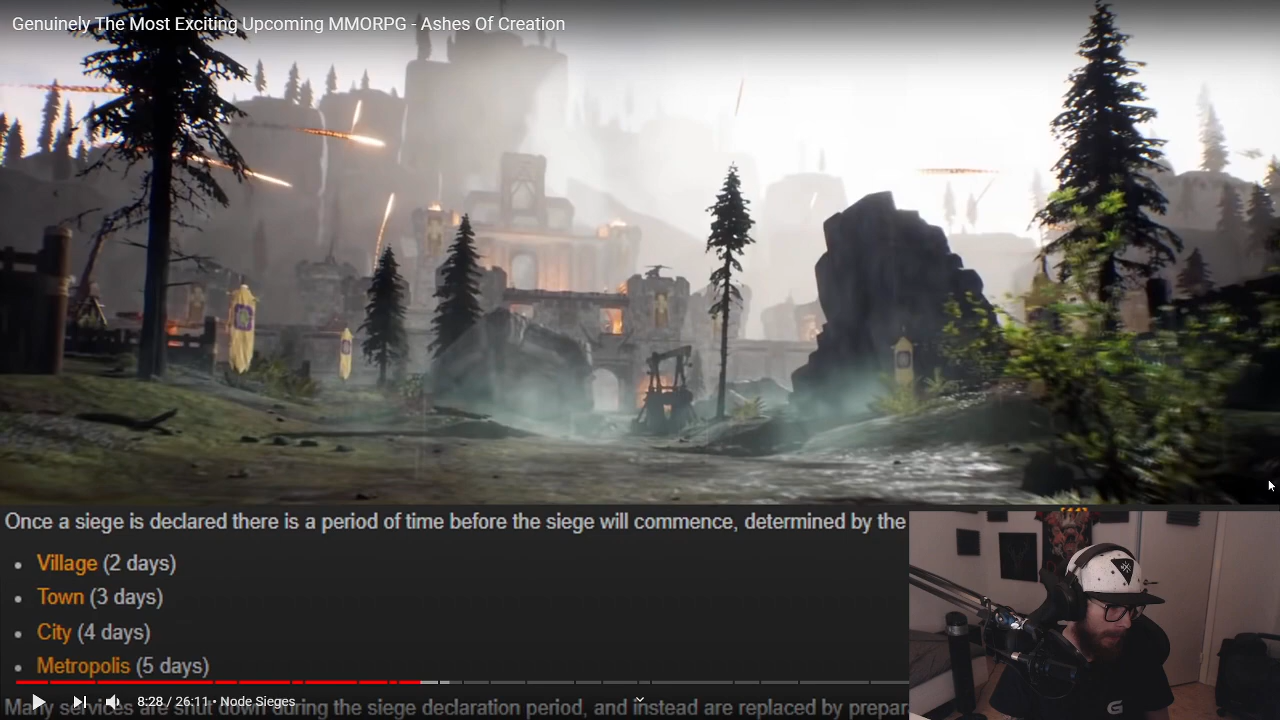 Genuinely The Most Exciting Upcoming MMORPG - Ashes Of Creation
Once a siege is declared there is a period of time before the siege will commence, determined by the
• Village (2 days)
• Town (3 days)
• City (4 days)
• Metropolis (5 days)
8:28 / 26:11 • Node Sieges
Many services are shut down during the siege declaration period, and instead are replaced by prepar